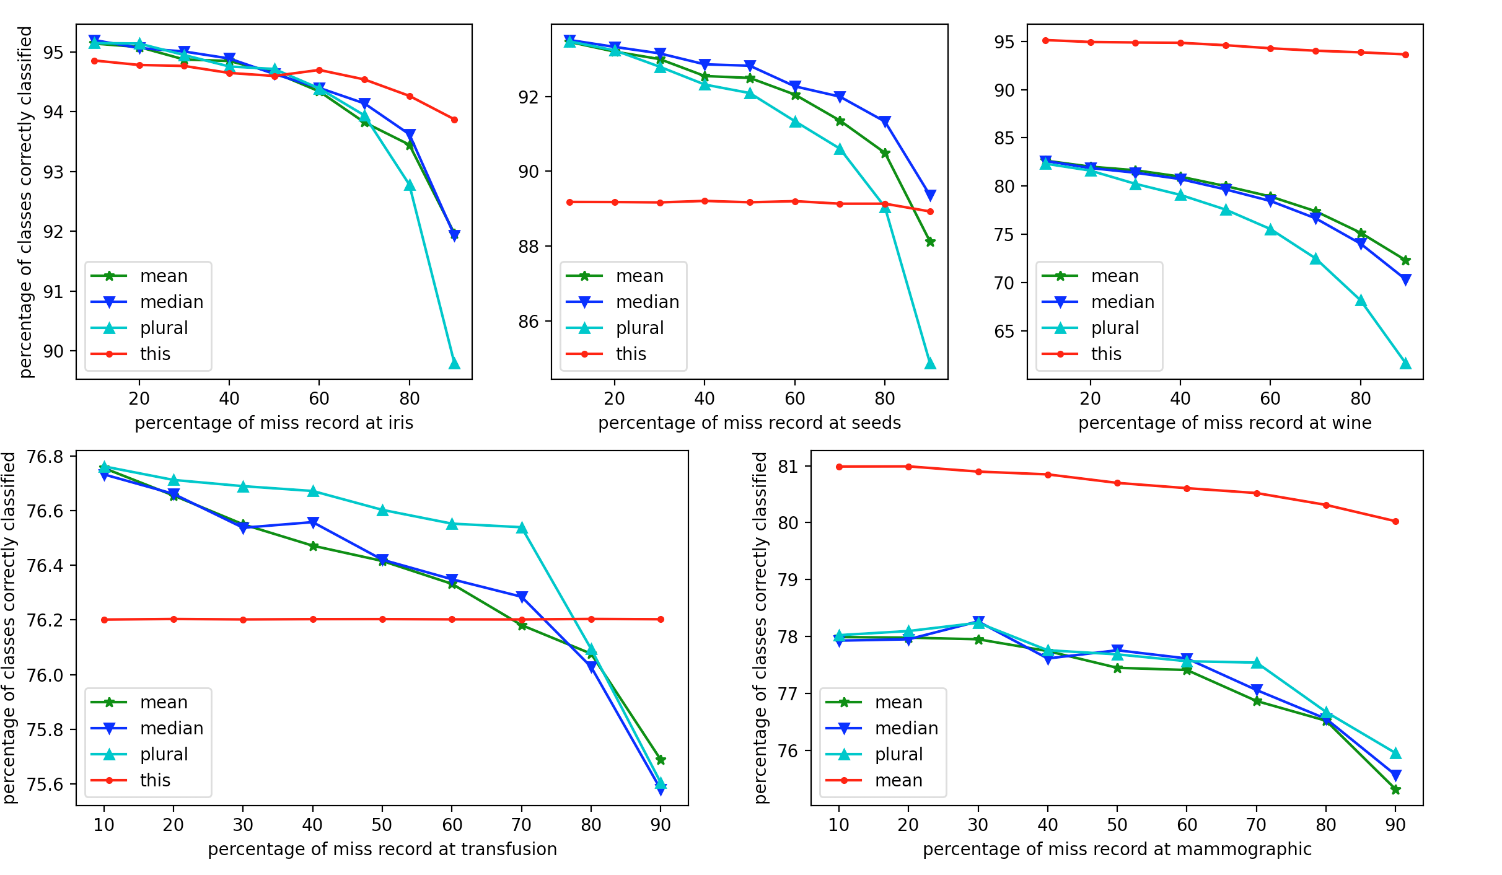 percentage of classes correctly classified
95
94
93
92
91
90
mean
median
plural
this
20 40 60 80
percentage of miss record at iris
92
90
88
86
mean
median
plural
this
20 40 60 80
percentage of miss record at seeds
95
90
85
80
75
70
65
mean
median
plural
this
20 40 60 80
percentage of miss record at wine
percentage of classes correctly classified
76.8
76.6
76.4
76.2
76.0
75.8
75.6
mean
median
plural
this
10 20 30 40 50 60 70 80 90
percentage of miss record at transfusion
percentage of classes correctly classified
81
80
79
78
77
76
mean
median
plural
mean
10 20 30 40 50 60 70 80 90
percentage of miss record at mammographic